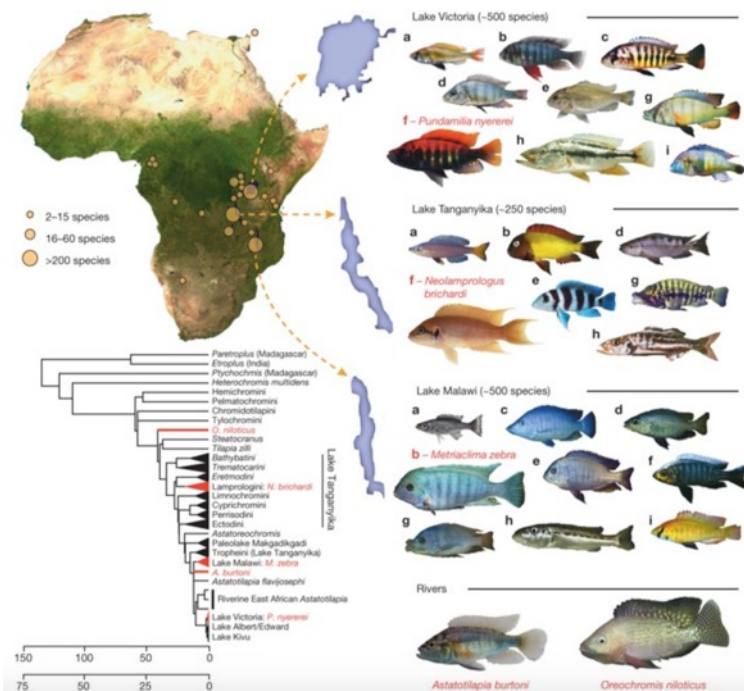 Lake Victoria (~500 species)
a
b
c
d
e
g
f – Pundamilia nyererei
h
i
2–15 species
16–60 species
>200 species
Lake Tanganyika (~250 species)
a
b
d
f – Neolamprologus
brichardi
e
g
h
Lake Malawi (~500 species)
a
c
d
b – Metriaclima zebra
e
f
g
h
i
Rivers
Astatotilapia burtoni
Oreochromis niloticus
Paretroplus (Madagascar)
Etroplus (India)
Ptychochmis (Madagascar)
Heterochromis multidens
Hemichromini
Pelmatochromini
Chromidotilapini
Tylochromini
O. niloticus
Steatocranus
Tilapia zilli
Bathybatini
Trematocarini
Eretmodini
Lamprologini: N. brichardi
Limnochromini
Cyprichromini
Perrisodini
Ectodini
Lake Tanganyika
Astatoreochromis
Paleolake Makgadikgadi
Tropheini (Lake Tanganyika)
Lake Malawi: M. zebra
A. burtoni
Astatotilapia flavijosephi
Riverine East African Astatotilapia
Lake Victoria: P. nyererei
Lake Albert/Edward
Lake Kivu
150 100 50 0
75 50 25 0